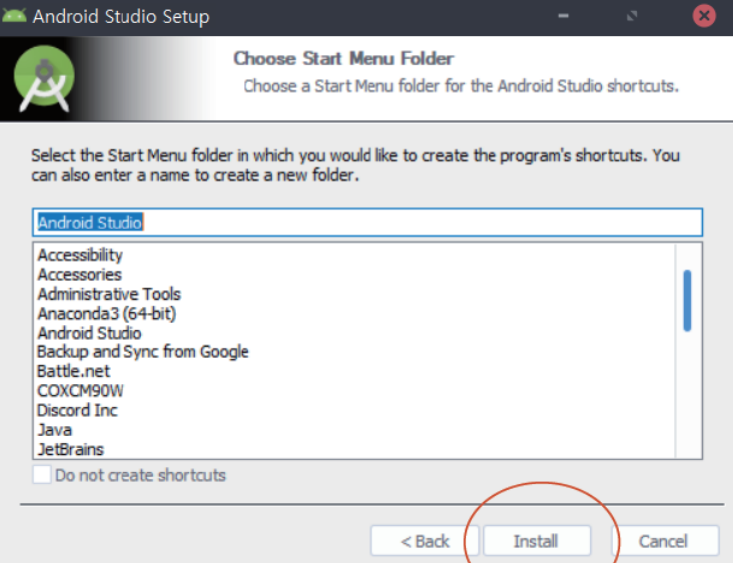 Android Studio Setup
Choose Start Menu Folder
Choose a Start Menu folder for the Android Studio shortcuts.
Select the Start Menu folder in which you would like to create the program's shortcuts. You
can also enter a name to create a new folder.
Android Studio
Accessibility
Accessories
Administrative Tools
Anaconda3 (64-bit)
Android Studio
Backup and Sync from Google
Battle.net
COXCM90W
Discord Inc
Java
JetBrains
Do not create shortcuts
< Back Install Cancel